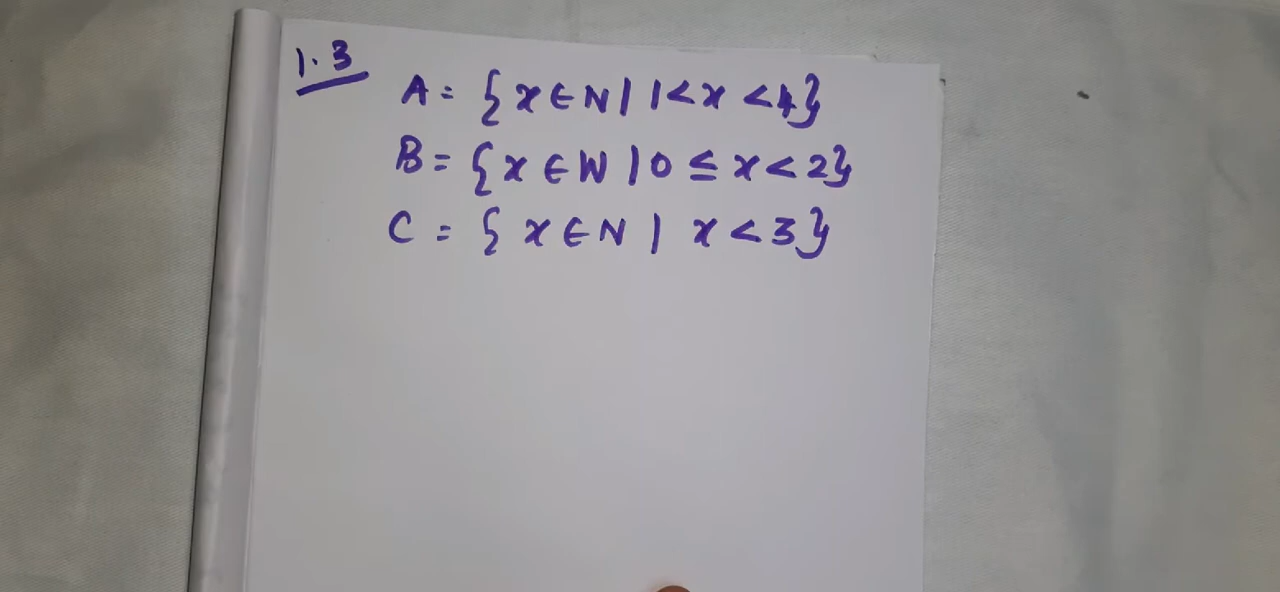 1.3
A = {x ∈ N | 1 < x < 4}
B = {x ∈ W | 0 ≤ x < 2}
C = {x ∈ N | x < 3}